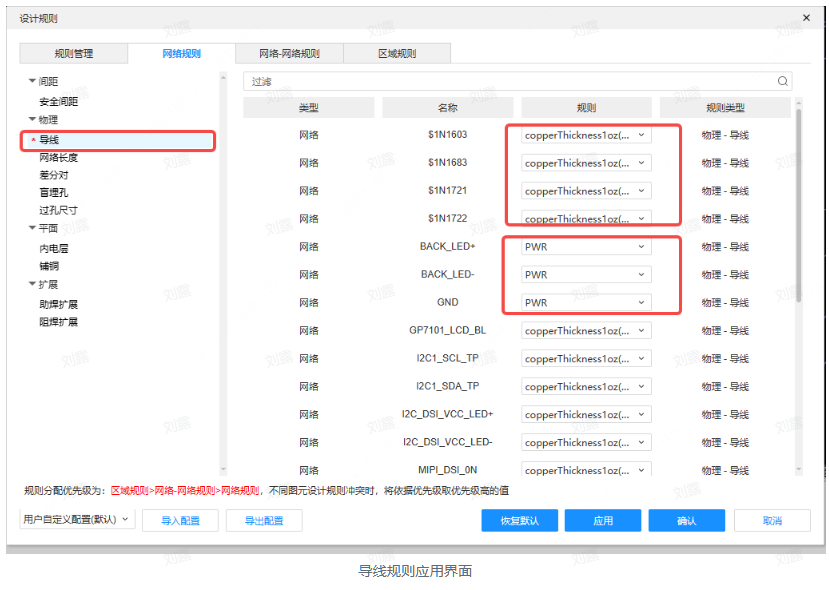 设计规则
规则管理 网络规则 网络-网络规则 区域规则
间距
安全间距
物理
* 导线
网络长度
差分对
盲埋孔
过孔尺寸
平面
内电层
铺铜
扩展
助焊扩展
阻焊扩展
过滤
类型 名称 规则 规则类型
网络 $1N1603 copperThickness1oz(... 物理 - 导线
网络 $1N1683 copperThickness1oz(... 物理 - 导线
网络 $1N1721 copperThickness1oz(... 物理 - 导线
网络 $1N1722 copperThickness1oz(... 物理 - 导线
网络 BACK_LED+ PWR 物理 - 导线
网络 BACK_LED- PWR 物理 - 导线
网络 GND PWR 物理 - 导线
网络 GP7101_LCD_BL copperThickness1oz(... 物理 - 导线
网络 I2C1_SCL_TP copperThickness1oz(... 物理 - 导线
网络 I2C1_SDA_TP copperThickness1oz(... 物理 - 导线
网络 I2C_DSI_VCC_LED+ copperThickness1oz(... 物理 - 导线
网络 I2C_DSI_VCC_LED- copperThickness1oz(... 物理 - 导线
网络 MIPI_DSI_0N copperThickness1oz(... 物理 - 导线
规则分配优先级为：区域规则>网络-网络规则>网络规则，不同图元设计规则冲突时，将依据优先级取优先级高的值
用户自定义配置(默认) 导入配置 导出配置 恢复默认 应用 确认 取消
导线规则应用界面
刘露